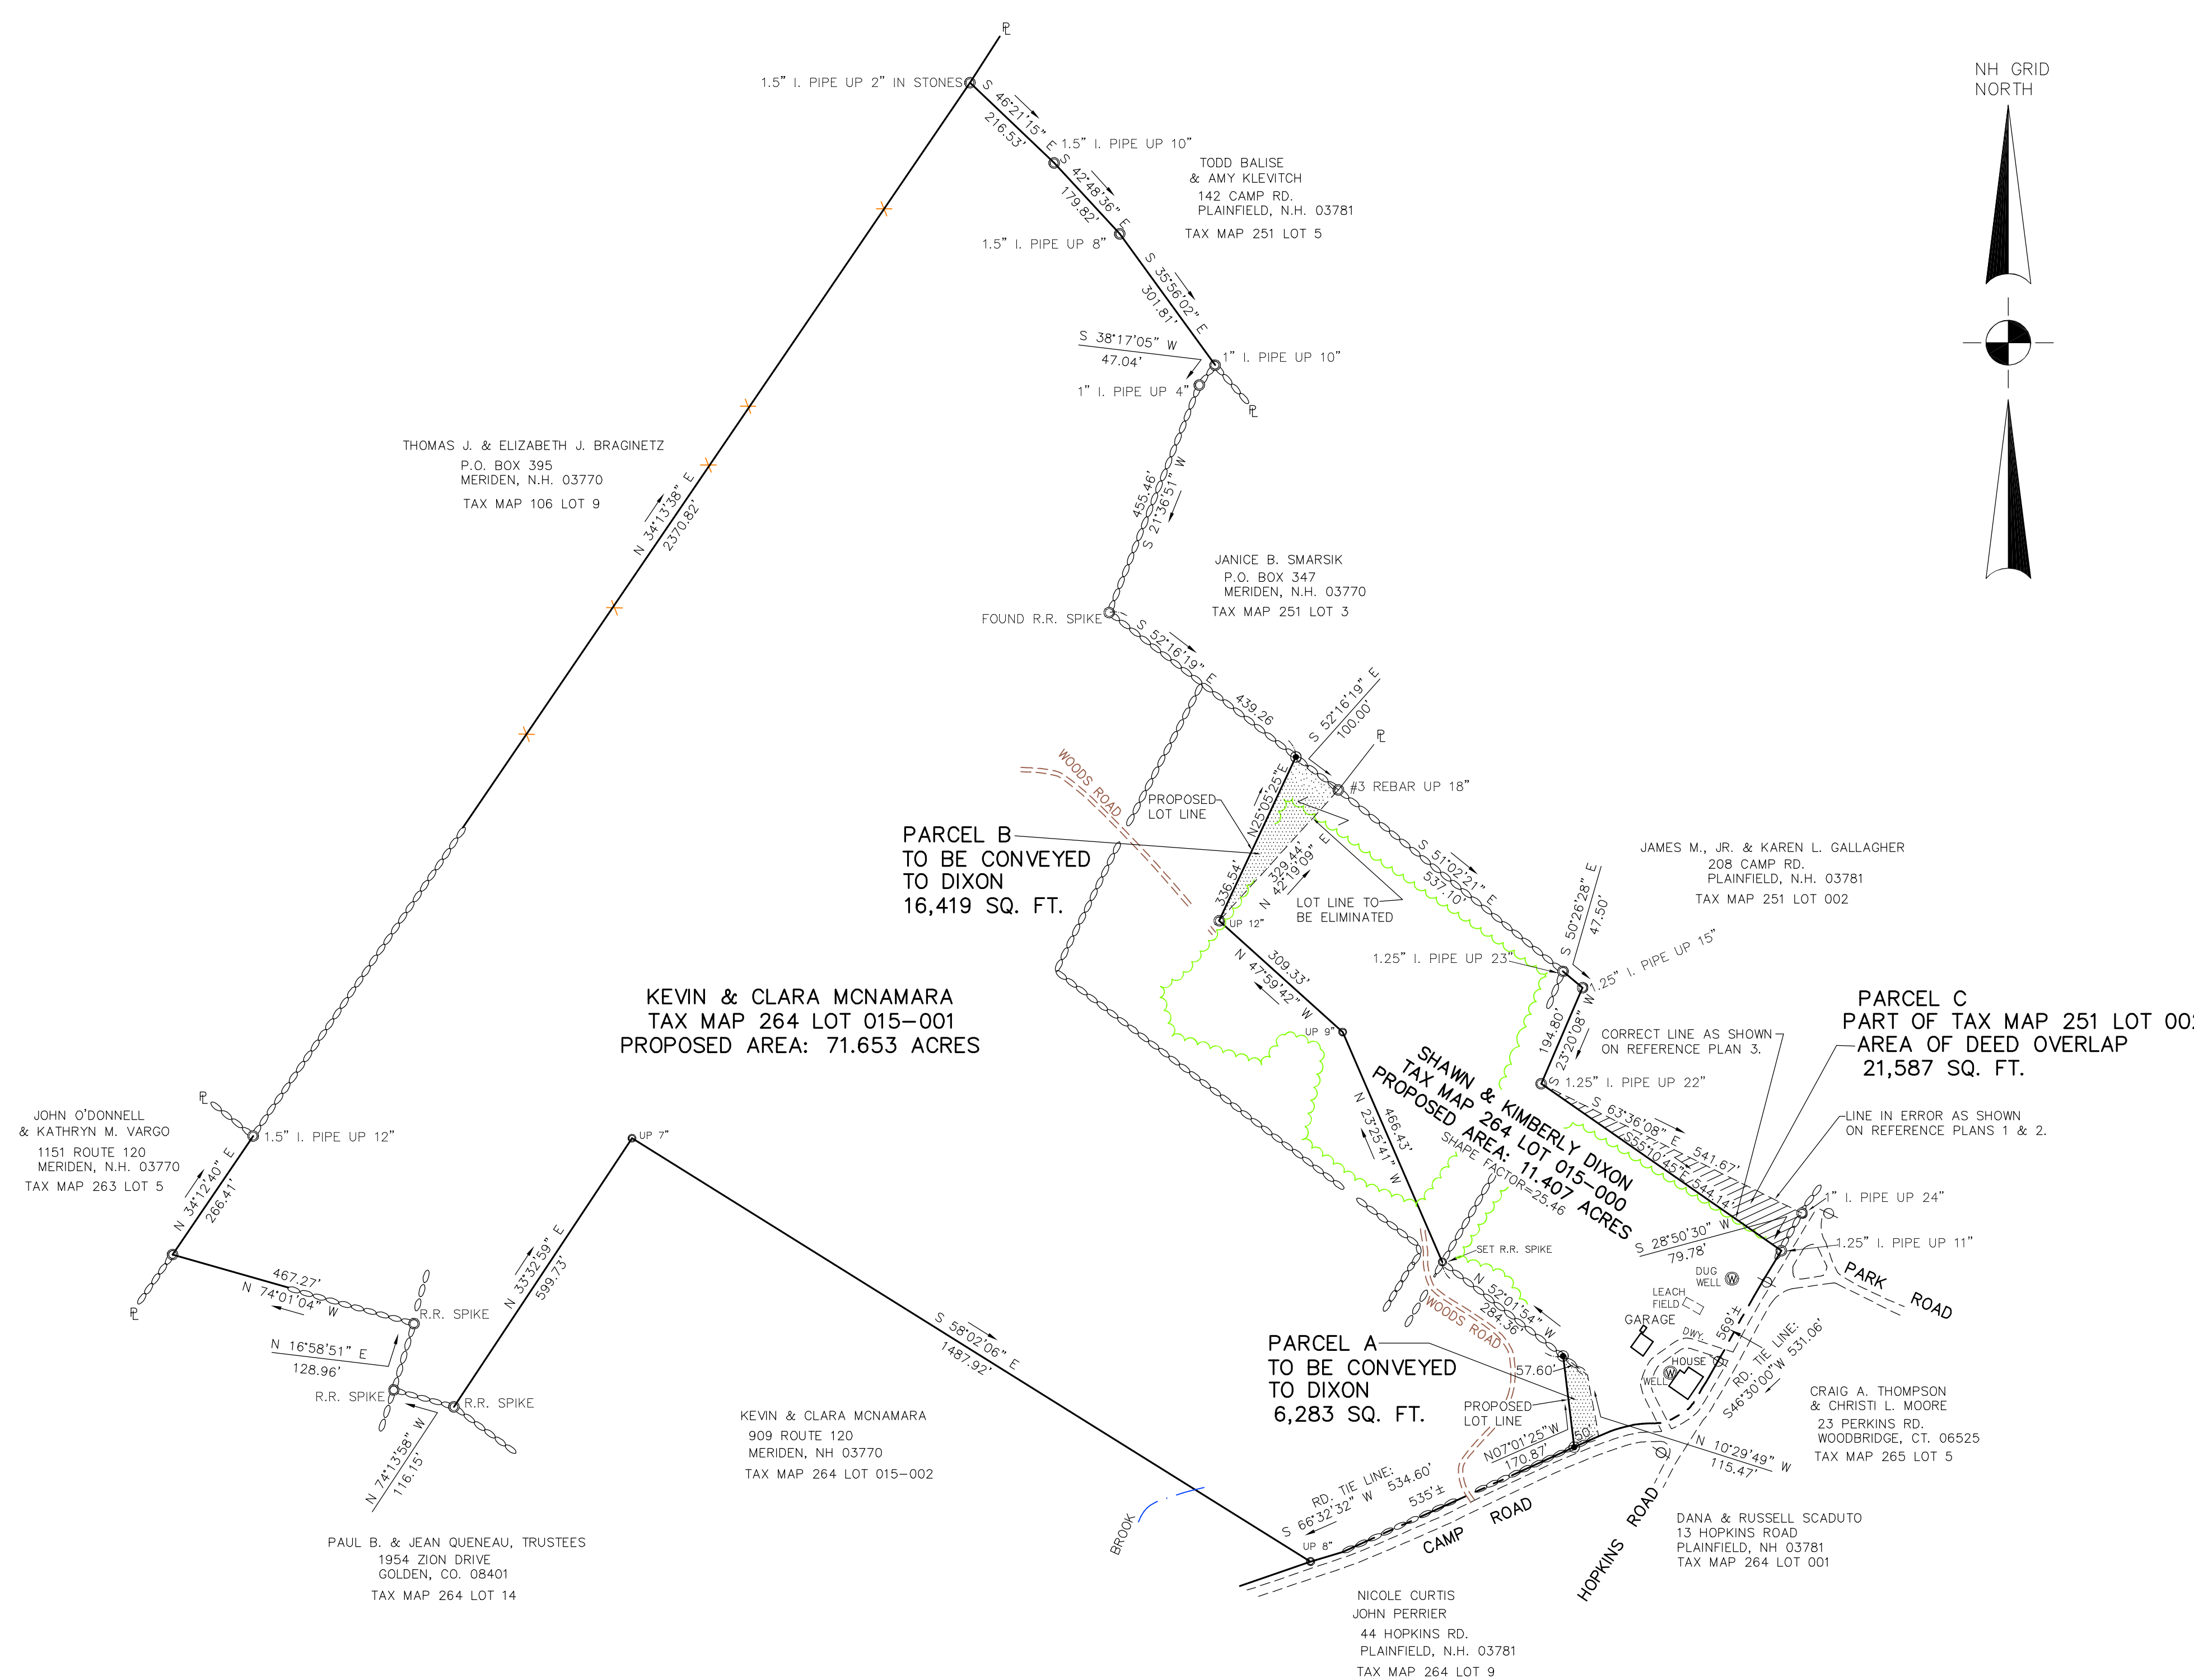 NH GRID
NORTH
PL
1.5" I. PIPE UP 2" IN STONES
S 46°21'15" E
216.53'
1.5" I. PIPE UP 10"
S 42°48'36" E
179.82'
TODD BALISE
& AMY KLEVITCH
142 CAMP RD.
PLAINFIELD, N.H. 03781
TAX MAP 251 LOT 5
1.5" I. PIPE UP 8"
S 35°56'02" E
301.81'
S 38°17'05" W
47.04'
1" I. PIPE UP 10"
1" I. PIPE UP 4"
PL
THOMAS J. & ELIZABETH J. BRAGINETZ
P.O. BOX 395
MERIDEN, N.H. 03770
TAX MAP 106 LOT 9
N 34°13'38" E
2370.82'
455.46'
S 21°36'51" W
JANICE B. SMARSIK
P.O. BOX 347
MERIDEN, N.H. 03770
TAX MAP 251 LOT 3
FOUND R.R. SPIKE
S 52°16'19" E
439.26
S 52°16'19" E
100.00'
PL
#3 REBAR UP 18"
WOODS ROAD
PROPOSED
LOT LINE
N25°05'25"E
336.54'
329.44'
N 42°19'09" E
PARCEL B
TO BE CONVEYED
TO DIXON
16,419 SQ. FT.
LOT LINE TO
BE ELIMINATED
S 51°02'21" E
537.10'
JAMES M., JR. & KAREN L. GALLAGHER
208 CAMP RD.
PLAINFIELD, N.H. 03781
TAX MAP 251 LOT 002
S 50°26'28" E
47.50'
UP 12"
309.33'
N 47°59'42" W
1.25" I. PIPE UP 23"
1.25" I. PIPE UP 15"
KEVIN & CLARA MCNAMARA
TAX MAP 264 LOT 015-001
PROPOSED AREA: 71.653 ACRES
PARCEL C
PART OF TAX MAP 251 LOT 002
AREA OF DEED OVERLAP
21,587 SQ. FT.
CORRECT LINE AS SHOWN
ON REFERENCE PLAN 3.
194.80'
S 23°20'08" W
UP 9"
1.25" I. PIPE UP 22"
SHAWN & KIMBERLY DIXON
TAX MAP 264 LOT 015-000
PROPOSED AREA: 11.407 ACRES
SHAPE FACTOR=25.46
466.43'
N 23°25'41" W
S 63°36'08" E
541.67'
S55°10'45"E 544.14'
LINE IN ERROR AS SHOWN
ON REFERENCE PLANS 1 & 2.
JOHN O'DONNELL
& KATHRYN M. VARGO
1151 ROUTE 120
MERIDEN, N.H. 03770
TAX MAP 263 LOT 5
PL
1.5" I. PIPE UP 12"
N 34°12'40" E
266.41'
PL
UP 7"
1" I. PIPE UP 24"
S 28°50'30" W
79.78'
1.25" I. PIPE UP 11"
SET R.R. SPIKE
467.27'
N 74°01'04" W
R.R. SPIKE
N 33°32'59" E
599.73'
N 16°58'51" E
128.96'
R.R. SPIKE
R.R. SPIKE
N 74°13'58" W
116.15'
S 58°02'06" E
1487.92'
N 52°01'54" W
284.36'
WOODS ROAD
DUG
WELL
W
LEACH
FIELD
GARAGE
DWY.
HOUSE
WELL
W
569'±
RD. TIE LINE:
S46°30'00"W 531.06'
PARK ROAD
PARCEL A
TO BE CONVEYED
TO DIXON
6,283 SQ. FT.
57.60'
PROPOSED
LOT LINE
N07°01'25"W
170.87'
50'
N 10°29'49" W
115.47'
CRAIG A. THOMPSON
& CHRISTI L. MOORE
23 PERKINS RD.
WOODBRIDGE, CT. 06525
TAX MAP 265 LOT 5
KEVIN & CLARA MCNAMARA
909 ROUTE 120
MERIDEN, NH 03770
TAX MAP 264 LOT 015-002
RD. TIE LINE:
S 66°32'32" W 534.60'
535'±
BROOK
UP 8"
CAMP ROAD
HOPKINS ROAD
DANA & RUSSELL SCADUTO
13 HOPKINS ROAD
PLAINFIELD, NH 03781
TAX MAP 264 LOT 001
PAUL B. & JEAN QUENEAU, TRUSTEES
1954 ZION DRIVE
GOLDEN, CO. 08401
TAX MAP 264 LOT 14
NICOLE CURTIS
JOHN PERRIER
44 HOPKINS RD.
PLAINFIELD, N.H. 03781
TAX MAP 264 LOT 9